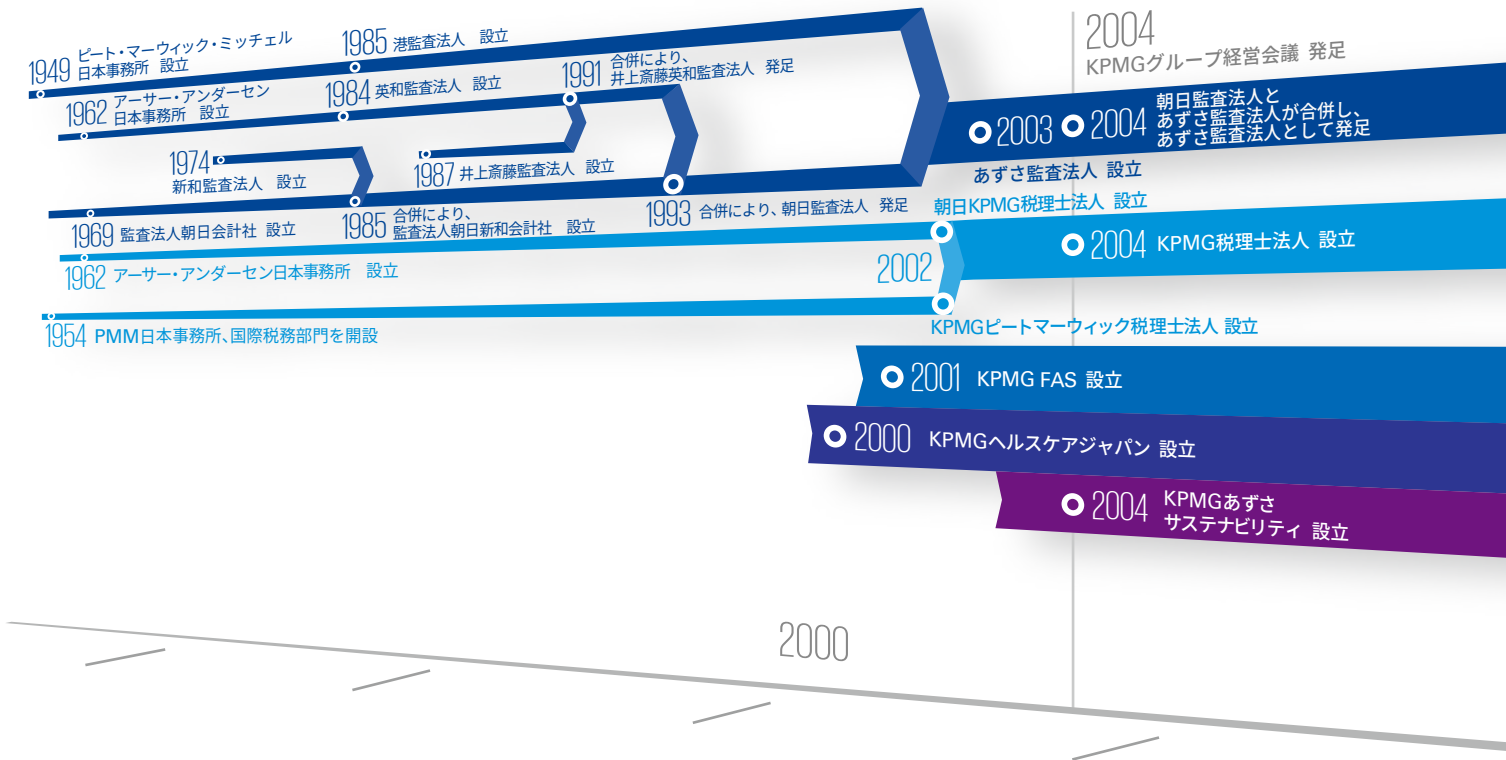 1949 ピート・マーウィック・ミッチェル
日本事務所 設立
1985 港監査法人 設立
1962 アーサー・アンダーセン
日本事務所 設立
1984 英和監査法人 設立
1991 合併により、
井上斎藤英和監査法人 発足
1974
新和監査法人 設立
1987 井上斎藤監査法人 設立
1969 監査法人朝日会計社 設立
1985 合併により、
監査法人朝日新和会計社 設立
1993 合併により、朝日監査法人 発足
2004
KPMGグループ経営会議 発足
2003
あずさ監査法人 設立
2004 朝日監査法人と
あずさ監査法人が合併し、
あずさ監査法人として発足
1962 アーサー・アンダーセン日本事務所 設立
朝日KPMG税理士法人 設立
2002
2004 KPMG税理士法人 設立
1954 PMM日本事務所、国際税務部門を開設
KPMGピートマーウィック税理士法人 設立
2001 KPMG FAS 設立
2000 KPMGヘルスケアジャパン 設立
2004 KPMGあずさ
サステナビリティ 設立
2000